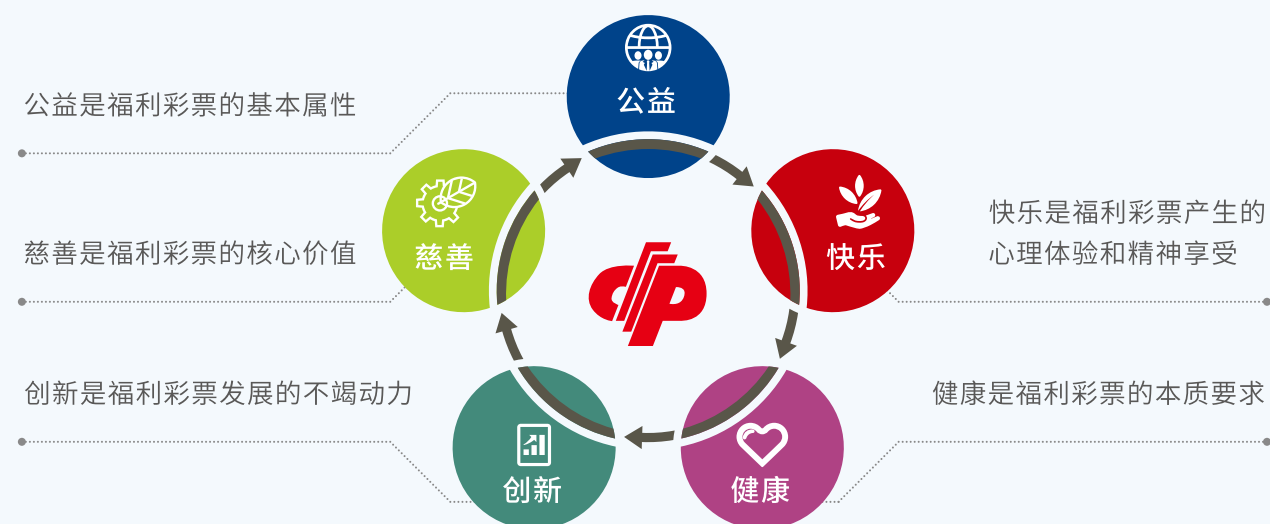 公益
公益是福利彩票的基本属性
快乐
快乐是福利彩票产生的
心理体验和精神享受
慈善
慈善是福利彩票的核心价值
创新是福利彩票发展的不竭动力
创新
健康是福利彩票的本质要求
健康